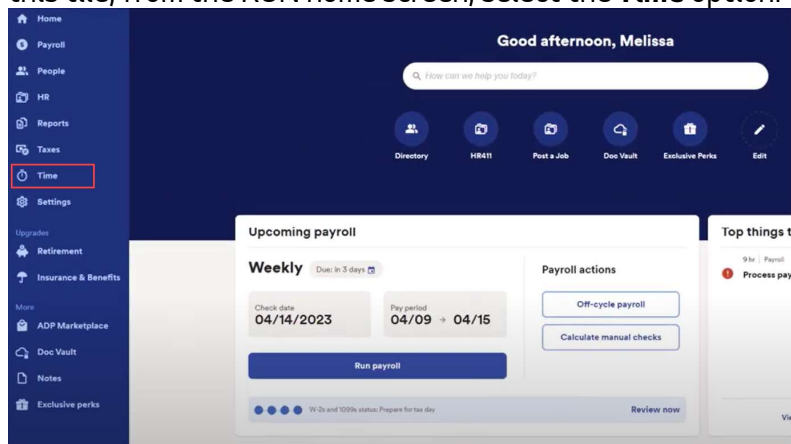 this tile, from the RUN home screen, select the Time option.
Home
Payroll
People
HR
Reports
Taxes
Time
Settings
Upgrades
Retirement
Insurance & Benefits
More
ADP Marketplace
Doc Vault
Notes
Exclusive perks
Good afternoon, Melissa
How can we help you today?
Directory
HR411
Post a Job
Doc Vault
Exclusive Perks
Edit
Upcoming payroll
Weekly Due: in 3 days
Check date
04/14/2023
Pay period
04/09 → 04/15
Run payroll
Payroll actions
Off-cycle payroll
Calculate manual checks
W-2s and 1099s status: Prepare for tax day
Review now
Top things t
9 hr | Payroll
Process pay
Vi